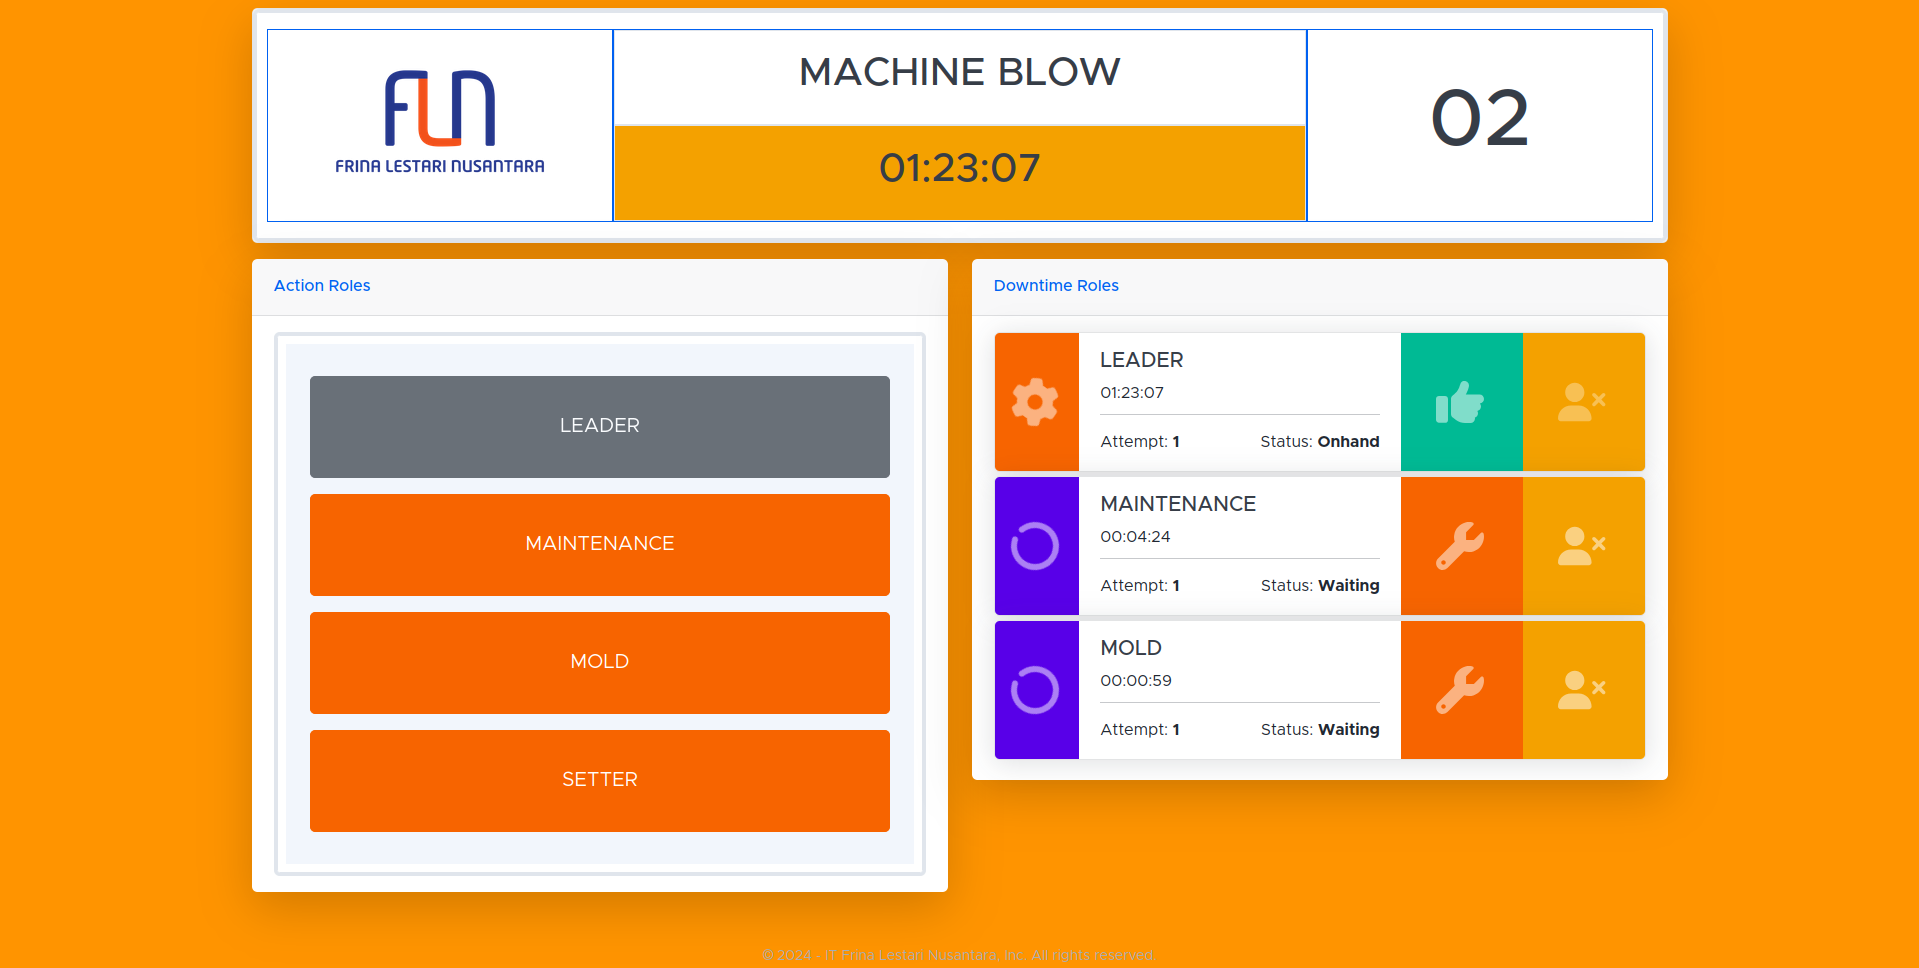 FLN
FRINA LESTARI NUSANTARA
MACHINE BLOW
01:23:07
02
Action Roles
LEADER
MAINTENANCE
MOLD
SETTER
Downtime Roles
LEADER
01:23:07
Attempt: 1 Status: Onhand
MAINTENANCE
00:04:24
Attempt: 1 Status: Waiting
MOLD
00:00:59
Attempt: 1 Status: Waiting
© 2024 - IT Frina Lestari Nusantara, Inc. All rights reserved.